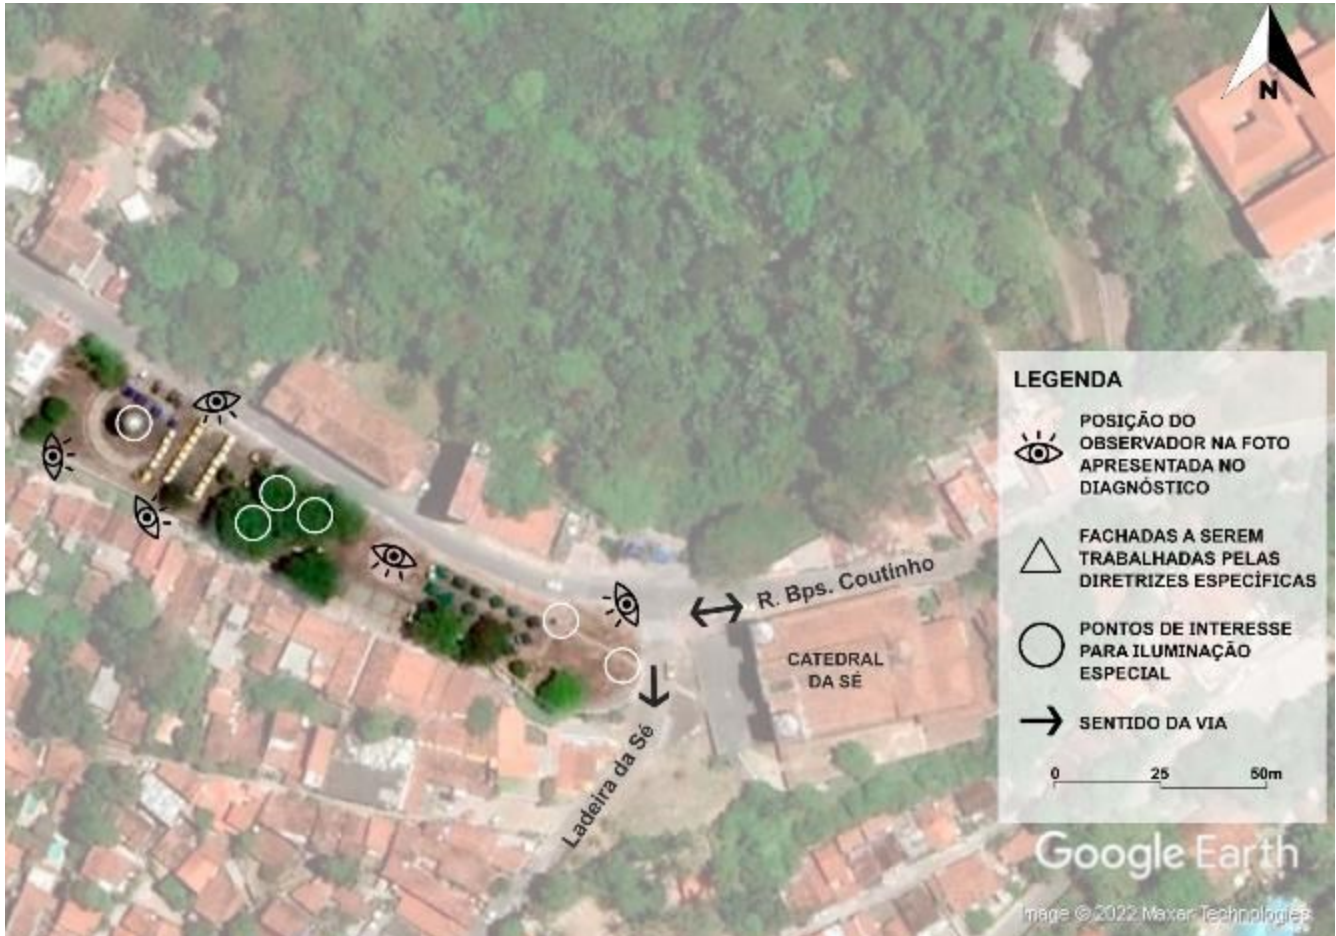 N
LEGENDA
POSIÇÃO DO
OBSERVADOR NA FOTO
APRESENTADA NO
DIAGNÓSTICO
FACHADAS A SEREM
TRABALHADAS PELAS
DIRETRIZES ESPECÍFICAS
PONTOS DE INTERESSE
PARA ILUMINAÇÃO
ESPECIAL
SENTIDO DA VIA
0 25 50m
R. Bps. Coutinho
CATEDRAL
DA SÉ
Ladeira da Sé
Google Earth
Image © 2022 Maxar Technologies